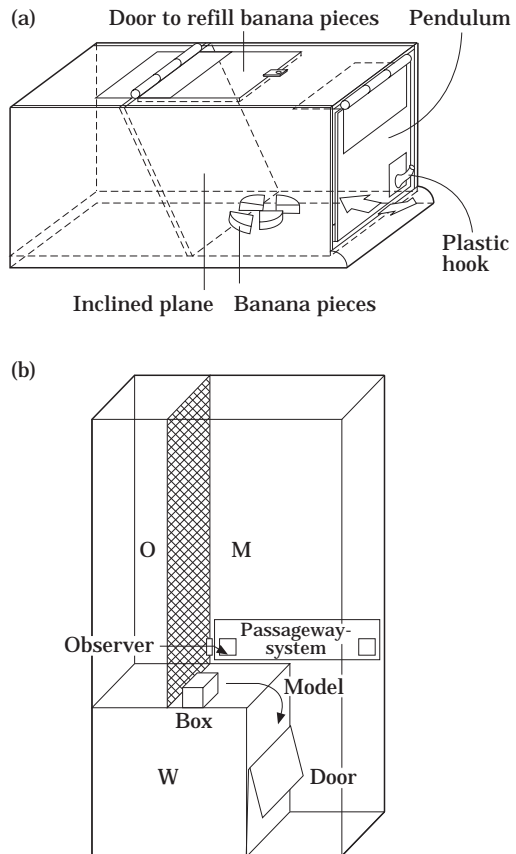 (a)
Door to refill banana pieces
Pendulum
Plastic
hook
Inclined plane
Banana pieces
(b)
O
M
Observer
Passageway-
system
Model
Box
W
Door